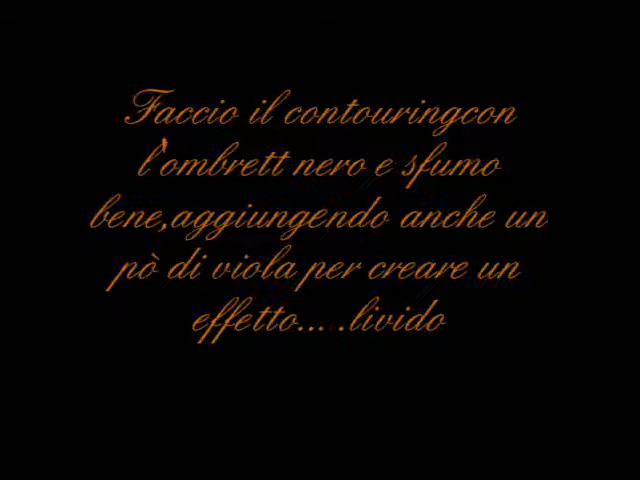 Faccio il contouringcon
l'ombrett nero e sfumo
bene,aggiungendo anche un
pò di viola per creare un
effetto.....livido